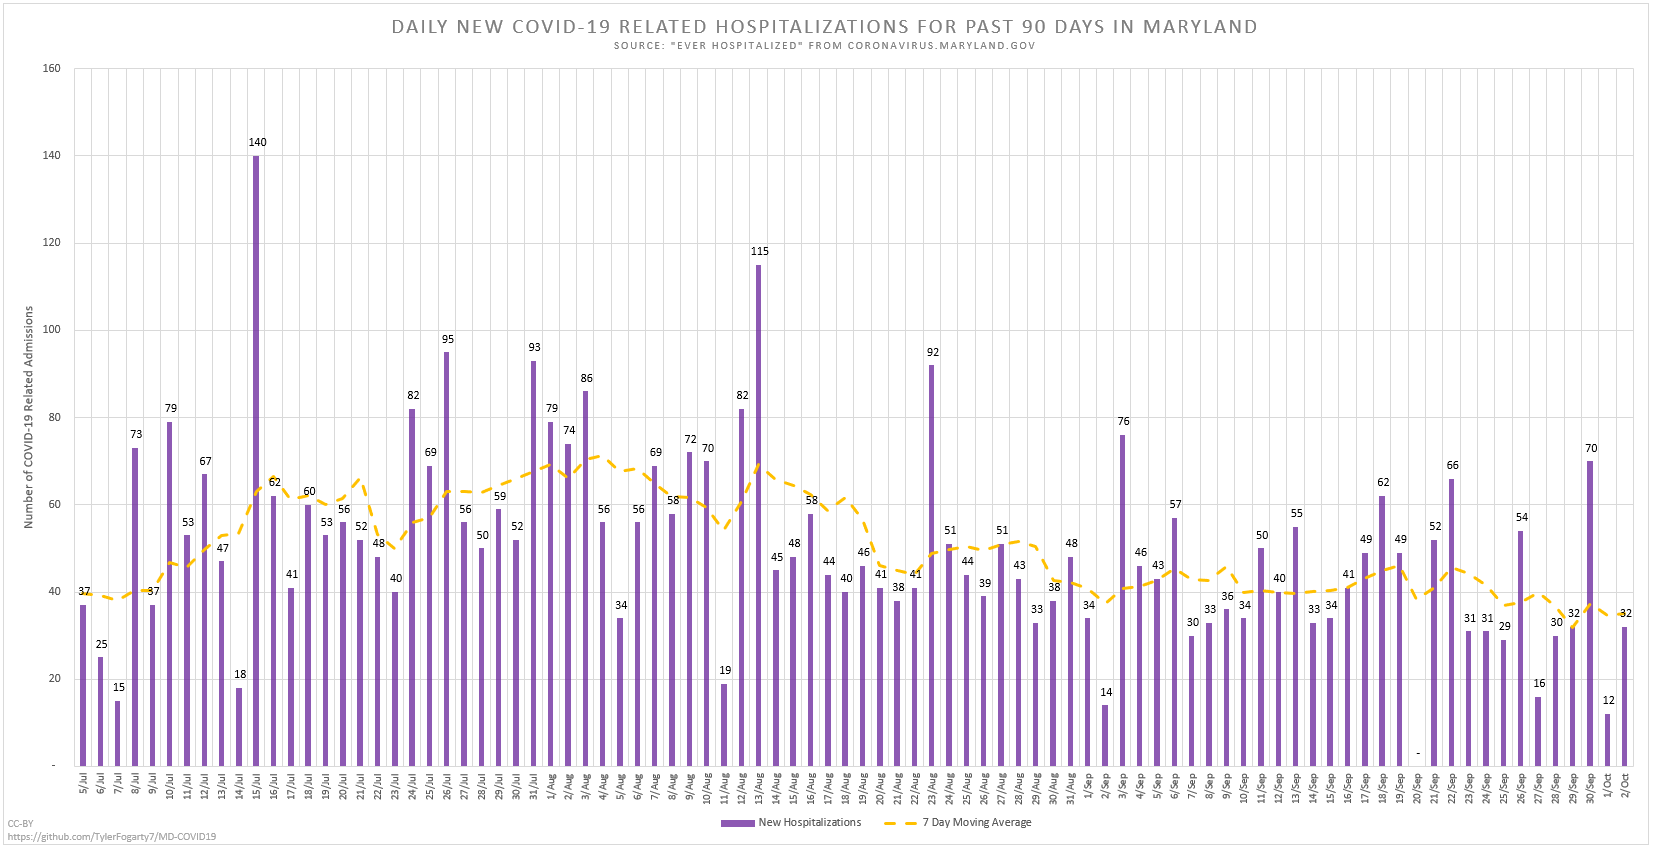 DAILY NEW COVID-19 RELATED HOSPITALIZATIONS FOR PAST 90 DAYS IN MARYLAND
SOURCE: "EVER HOSPITALIZED" FROM CORONAVIRUS.MARYLAND.GOV
Number of COVID-19 Related Admissions
160
140
120
100
80
60
40
20
-
37 25 15 73 37 79 53 67 47 18 140 62 41 60 53 56 52 48 40 82 69 95 56 50 59 52 93 79 74 86 56 34 56 69 58 72 70 19 82 115 45 48 58 44 40 46 41 38 41 92 51 44 39 51 43 33 38 48 34 14 76 46 43 57 30 33 36 34 50 40 55 33 34 41 49 62 49 - 52 66 31 31 29 54 16 30 32 70 12 32
5/Jul 6/Jul 7/Jul 8/Jul 9/Jul 10/Jul 11/Jul 12/Jul 13/Jul 14/Jul 15/Jul 16/Jul 17/Jul 18/Jul 19/Jul 20/Jul 21/Jul 22/Jul 23/Jul 24/Jul 25/Jul 26/Jul 27/Jul 28/Jul 29/Jul 30/Jul 31/Jul 1/Aug 2/Aug 3/Aug 4/Aug 5/Aug 6/Aug 7/Aug 8/Aug 9/Aug 10/Aug 11/Aug 12/Aug 13/Aug 14/Aug 15/Aug 16/Aug 17/Aug 18/Aug 19/Aug 20/Aug 21/Aug 22/Aug 23/Aug 24/Aug 25/Aug 26/Aug 27/Aug 28/Aug 29/Aug 30/Aug 31/Aug 1/Sep 2/Sep 3/Sep 4/Sep 5/Sep 6/Sep 7/Sep 8/Sep 9/Sep 10/Sep 11/Sep 12/Sep 13/Sep 14/Sep 15/Sep 16/Sep 17/Sep 18/Sep 19/Sep 20/Sep 21/Sep 22/Sep 23/Sep 24/Sep 25/Sep 26/Sep 27/Sep 28/Sep 29/Sep 30/Sep 1/Oct 2/Oct
New Hospitalizations 7 Day Moving Average
CC-BY
https://github.com/TylerFogarty7/MD-COVID19